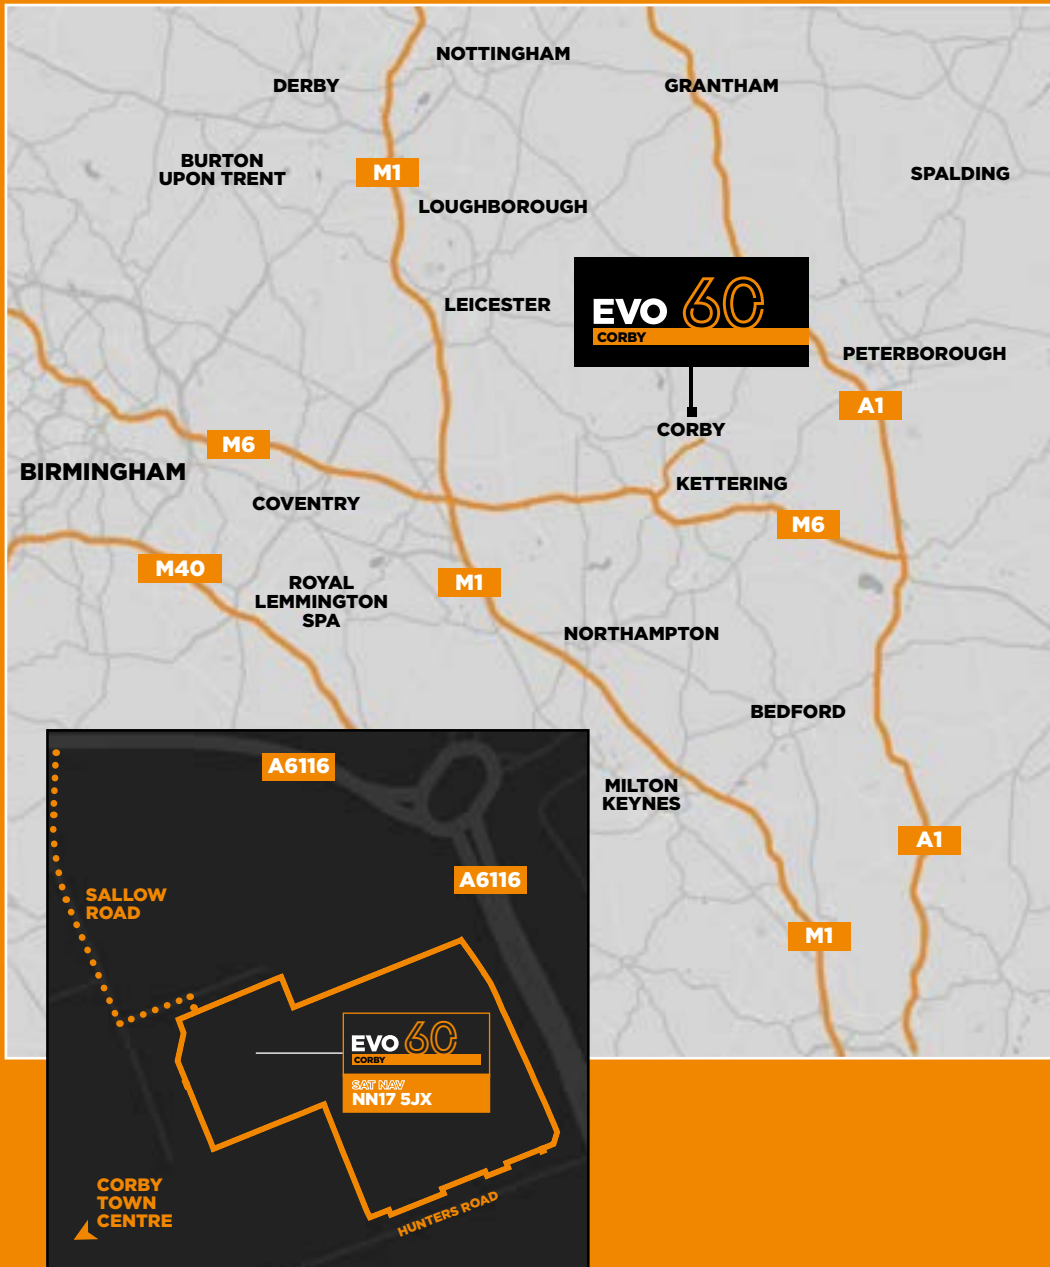 NOTTINGHAM
DERBY
GRANTHAM
BURTON
UPON TRENT
M1
SPALDING
LOUGHBOROUGH
LEICESTER
EVO 60
CORBY
PETERBOROUGH
A1
CORBY
M6
BIRMINGHAM
KETTERING
COVENTRY
M6
M40
ROYAL
LEMMINGTON
SPA
M1
NORTHAMPTON
BEDFORD
MILTON
KEYNES
A1
M1
A6116
A6116
SALLOW
ROAD
EVO 60
CORBY
SAT NAV
NN17 5JX
CORBY
TOWN
CENTRE
HUNTERS ROAD